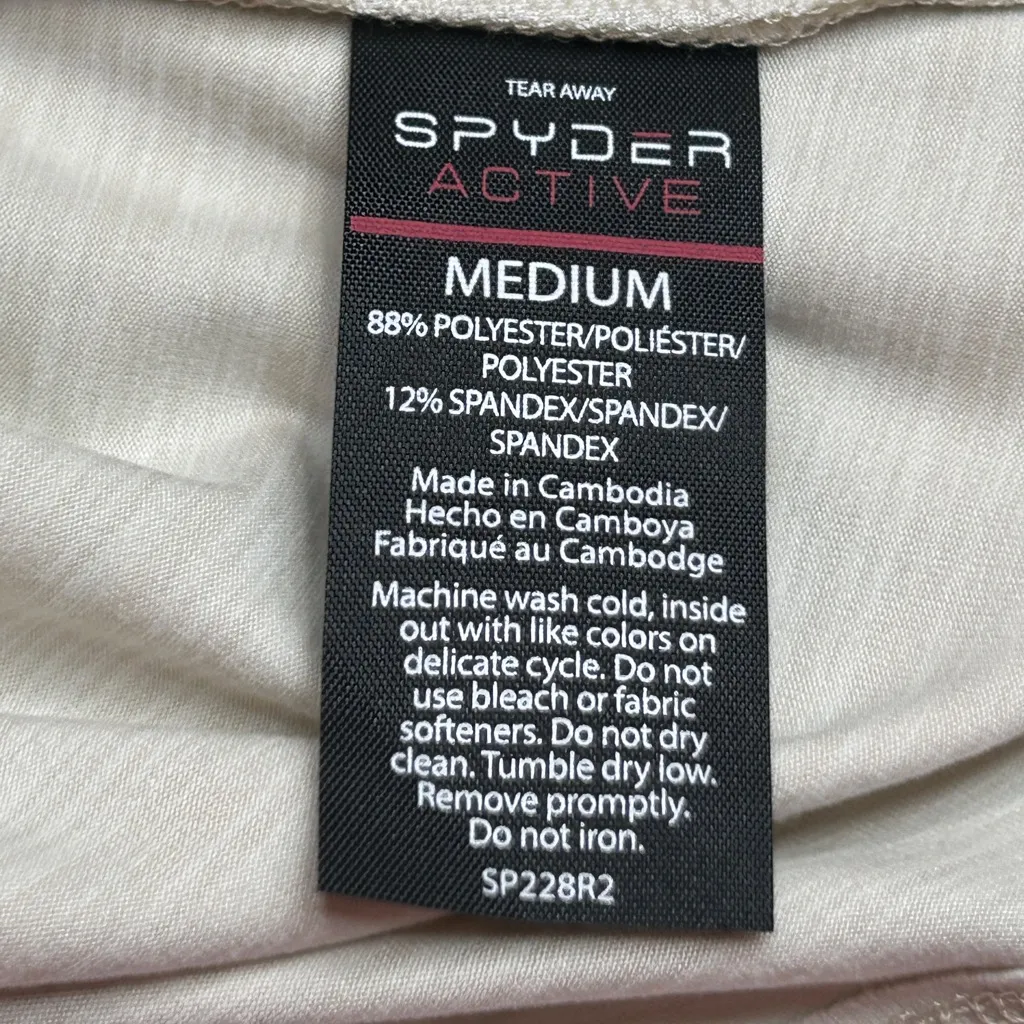 TEAR AWAY
SPYDER
ACTIVE
MEDIUM
88% POLYESTER/POLIÉSTER/
POLYESTER
12% SPANDEX/SPANDEX/
SPANDEX
Made in Cambodia
Hecho en Camboya
Fabriqué au Cambodge
Machine wash cold, inside
out with like colors on
delicate cycle. Do not
use bleach or fabric
softeners. Do not dry
clean. Tumble dry low.
Remove promptly.
Do not iron.
SP228R2